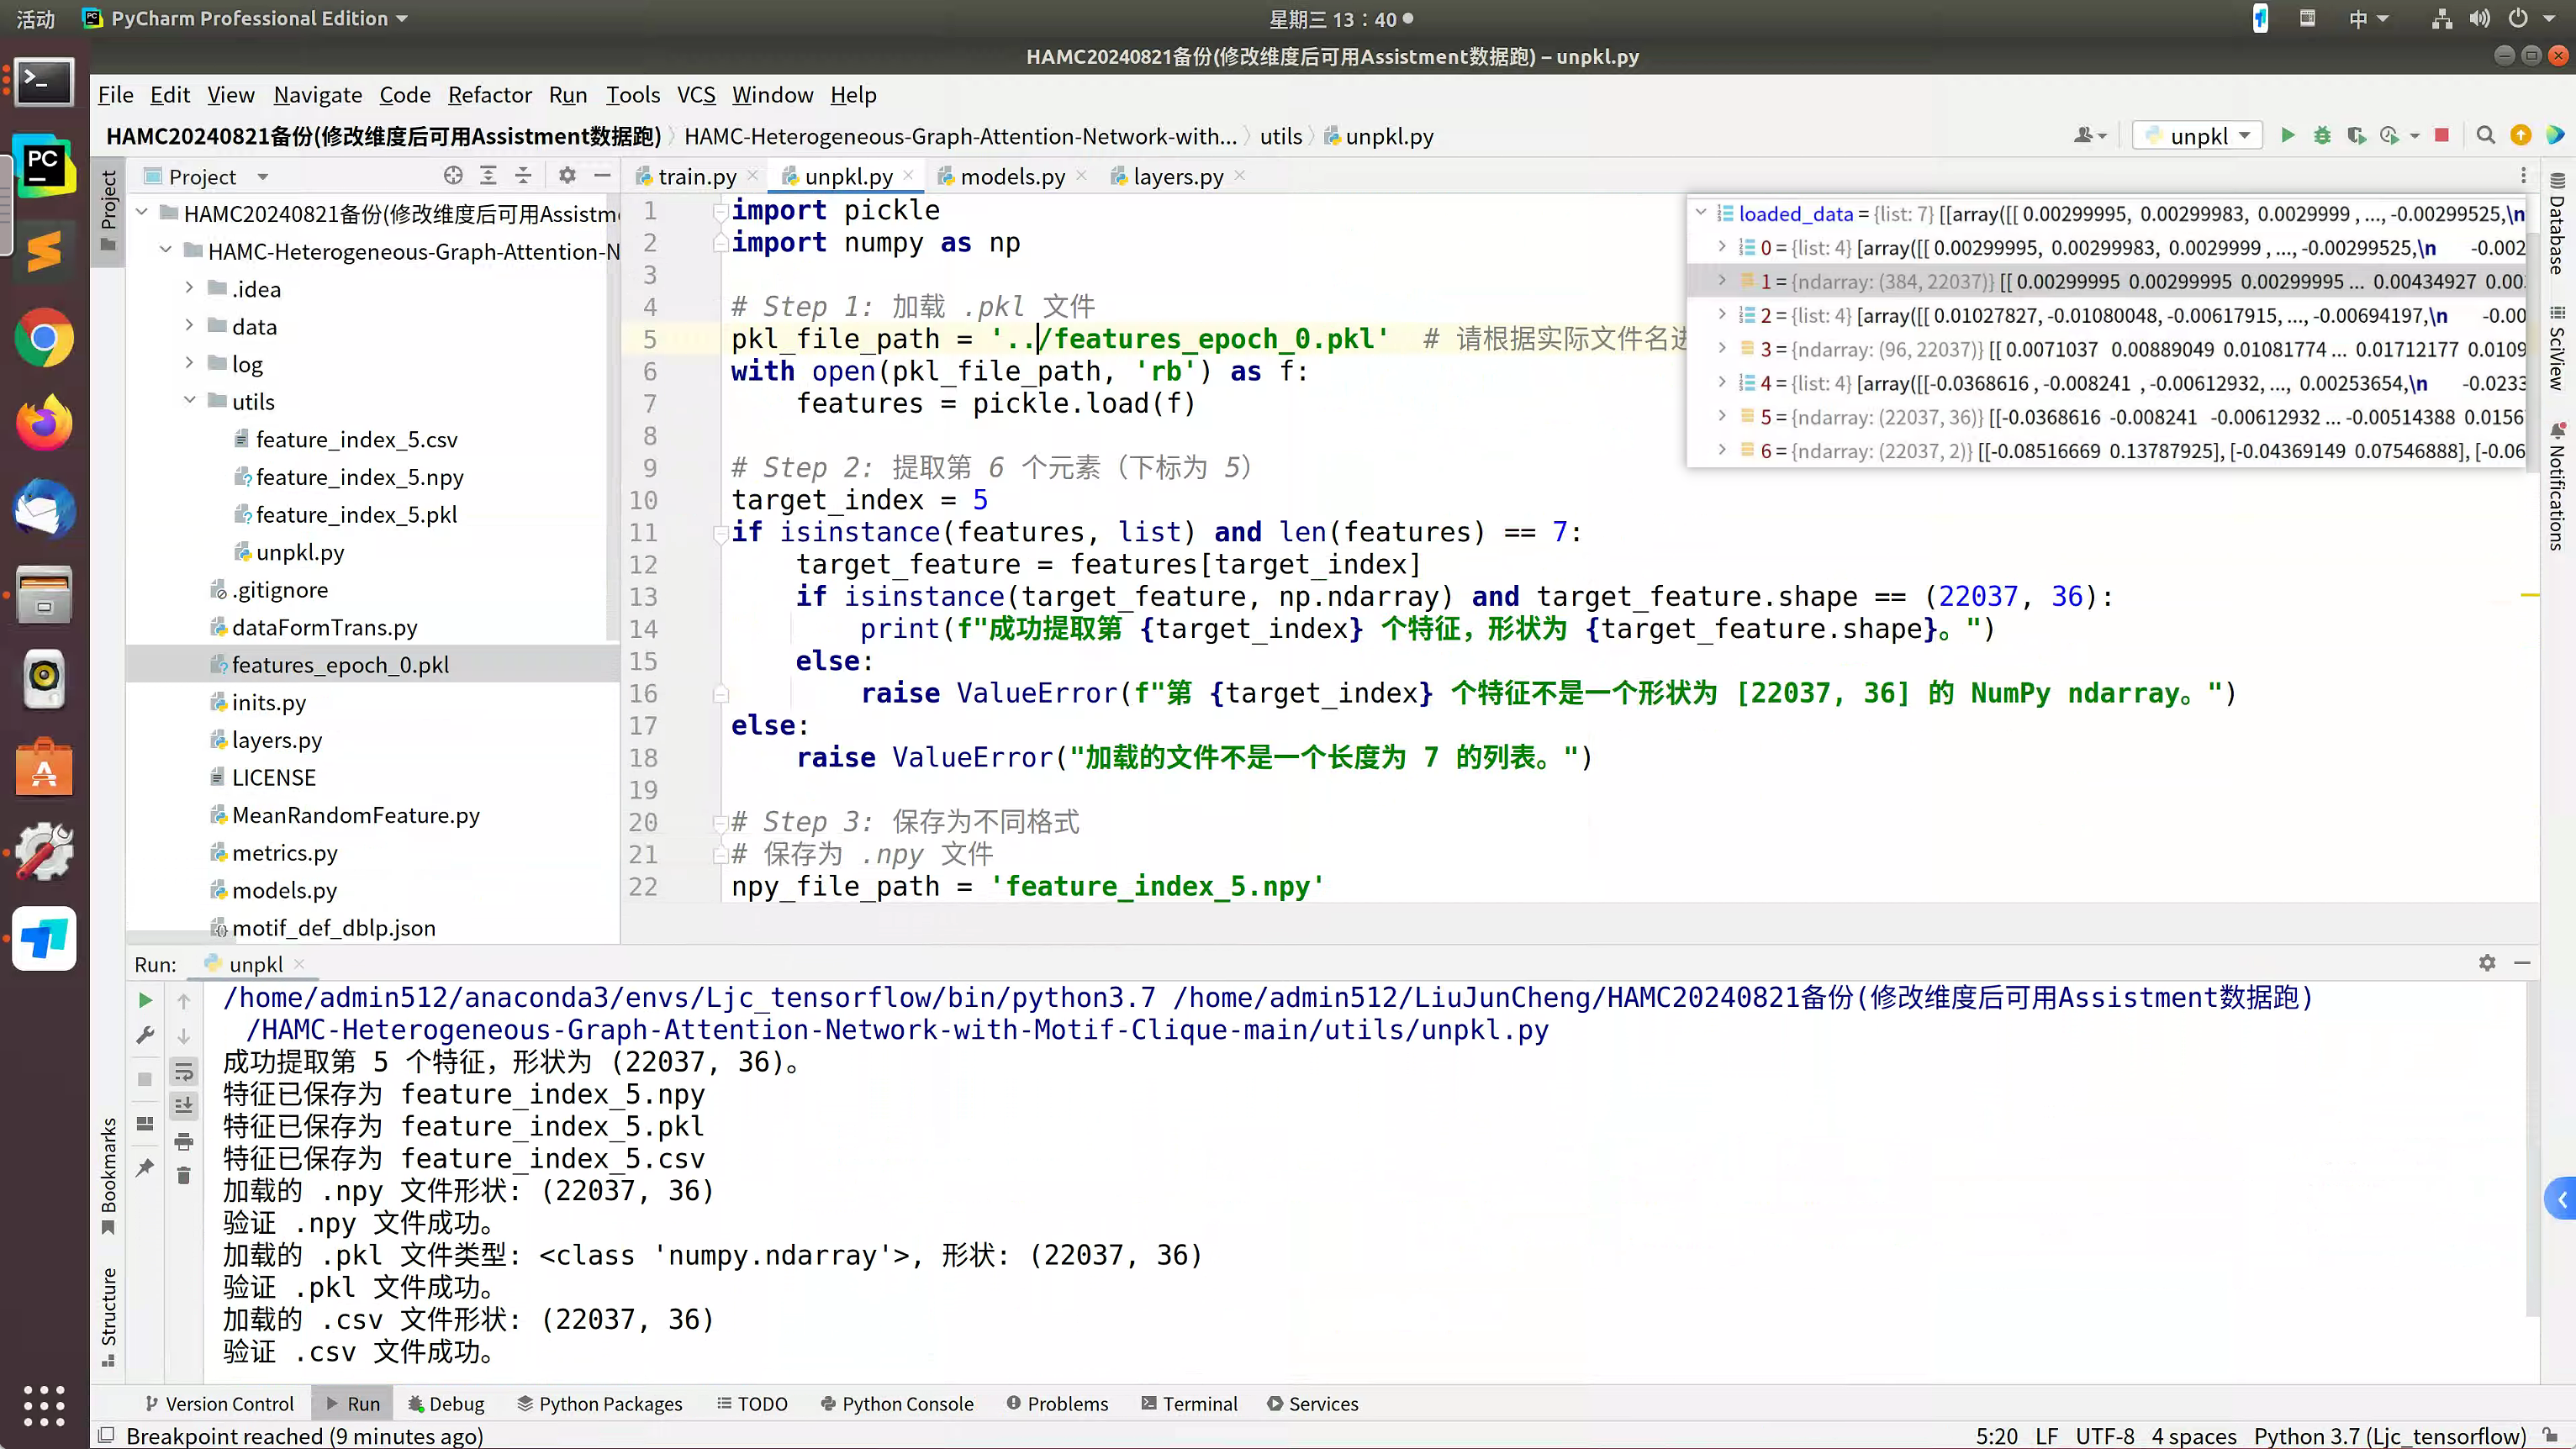 活动 PyCharm Professional Edition 星期三 13：40 中
HAMC20240821备份(修改维度后可用Assistment数据跑) – unpkl.py
File Edit View Navigate Code Refactor Run Tools VCS Window Help
HAMC20240821备份(修改维度后可用Assistment数据跑) HAMC-Heterogeneous-Graph-Attention-Network-with... utils unpkl.py unpkl
Project
Project
HAMC20240821备份(修改维度后可用Assistm
HAMC-Heterogeneous-Graph-Attention-N
.idea
data
log
utils
feature_index_5.csv
feature_index_5.npy
feature_index_5.pkl
unpkl.py
.gitignore
dataFormTrans.py
features_epoch_0.pkl
inits.py
layers.py
LICENSE
MeanRandomFeature.py
metrics.py
models.py
motif_def_dblp.json
train.py unpkl.py models.py layers.py
1 import pickle
2 import numpy as np
3
4 # Step 1: 加载 .pkl 文件
5 pkl_file_path = '../features_epoch_0.pkl'  # 请根据实际文件名进
6 with open(pkl_file_path, 'rb') as f:
7     features = pickle.load(f)
8
9 # Step 2: 提取第 6 个元素（下标为 5）
10 target_index = 5
11 if isinstance(features, list) and len(features) == 7:
12     target_feature = features[target_index]
13     if isinstance(target_feature, np.ndarray) and target_feature.shape == (22037, 36):
14         print(f"成功提取第 {target_index} 个特征，形状为 {target_feature.shape}。")
15     else:
16         raise ValueError(f"第 {target_index} 个特征不是一个形状为 [22037, 36] 的 NumPy ndarray。")
17 else:
18     raise ValueError("加载的文件不是一个长度为 7 的列表。")
19
20 # Step 3: 保存为不同格式
21 # 保存为 .npy 文件
22 npy_file_path = 'feature_index_5.npy'
loaded_data = {list: 7} [[array([[ 0.00299995,  0.00299983,  0.0029999 , ..., -0.00299525,\n
0 = {list: 4} [array([[ 0.00299995,  0.00299983,  0.0029999 , ..., -0.00299525,\n -0.002
1 = {ndarray: (384, 22037)} [[ 0.00299995  0.00299995  0.00299995 ...  0.00434927  0.00
2 = {list: 4} [array([[ 0.01027827, -0.01080048, -0.00617915, ..., -0.00694197,\n -0.00
3 = {ndarray: (96, 22037)} [[ 0.0071037  0.00889049  0.01081774 ...  0.01712177  0.0109
4 = {list: 4} [array([[-0.0368616 , -0.008241  , -0.00612932, ...,  0.00253654,\n -0.0233
5 = {ndarray: (22037, 36)} [[-0.0368616 -0.008241  -0.00612932 ... -0.00514388  0.0156
6 = {ndarray: (22037, 2)} [[-0.08516669  0.13787925], [-0.04369149  0.07546888], [-0.06
Database
SciView
Notifications
Run: unpkl
/home/admin512/anaconda3/envs/Ljc_tensorflow/bin/python3.7 /home/admin512/LiuJunCheng/HAMC20240821备份(修改维度后可用Assistment数据跑)
/HAMC-Heterogeneous-Graph-Attention-Network-with-Motif-Clique-main/utils/unpkl.py
成功提取第 5 个特征，形状为 (22037, 36)。
特征已保存为 feature_index_5.npy
特征已保存为 feature_index_5.pkl
特征已保存为 feature_index_5.csv
加载的 .npy 文件形状: (22037, 36)
验证 .npy 文件成功。
加载的 .pkl 文件类型: <class 'numpy.ndarray'>, 形状: (22037, 36)
验证 .pkl 文件成功。
加载的 .csv 文件形状: (22037, 36)
验证 .csv 文件成功。
Bookmarks
Structure
Version Control Run Debug Python Packages TODO Python Console Problems Terminal Services
Breakpoint reached (9 minutes ago) 5:20 LF UTF-8 4 spaces Python 3.7 (Ljc_tensorflow)